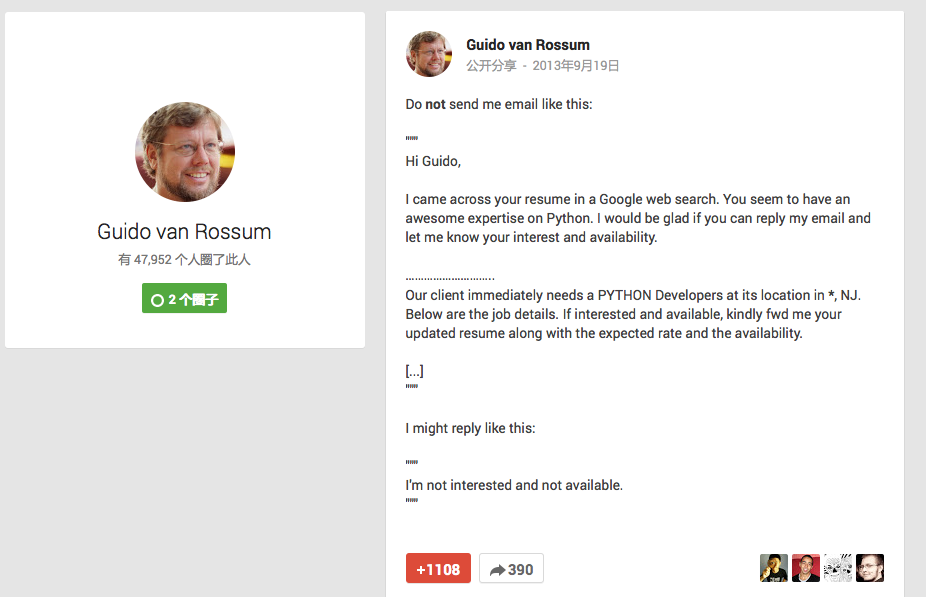 Guido van Rossum
有 47,952 个人圈了此人
2 个圈子
Guido van Rossum
公开分享 - 2013年9月19日
Do not send me email like this:
"""
Hi Guido,
I came across your resume in a Google web search. You seem to have an
awesome expertise on Python. I would be glad if you can reply my email and
let me know your interest and availability.
.............................
Our client immediately needs a PYTHON Developers at its location in *, NJ.
Below are the job details. If interested and available, kindly fwd me your
updated resume along with the expected rate and the availability.
[...]
"""
I might reply like this:
"""
I'm not interested and not available.
"""
+1108
390